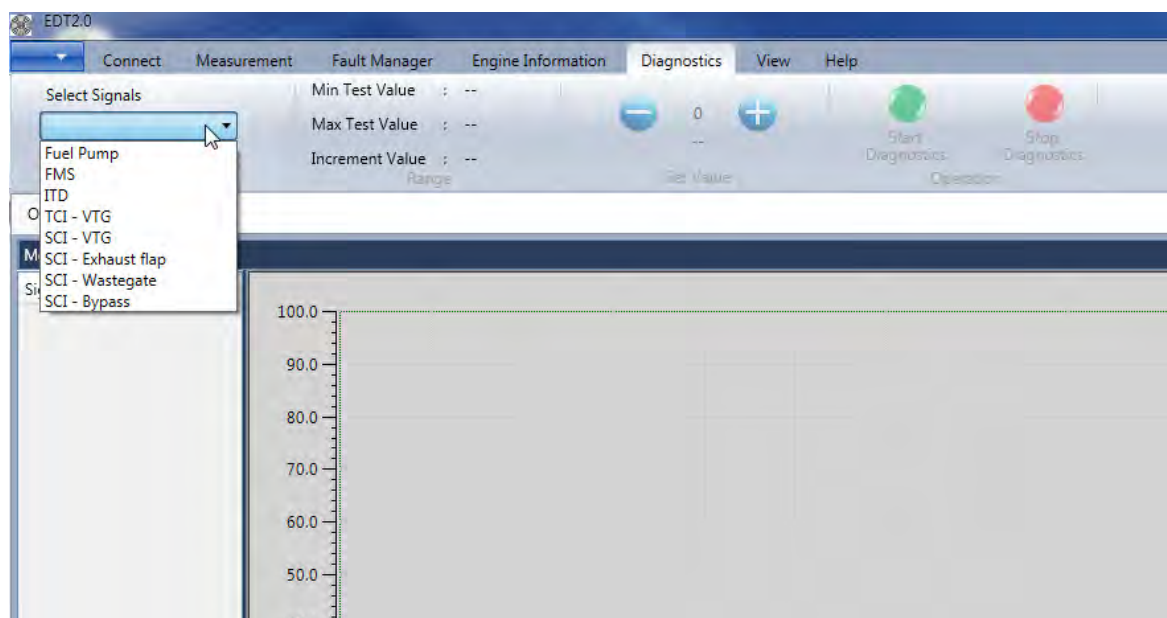 EDT2.0
Connect Measurement Fault Manager Engine Information Diagnostics View Help
Select Signals
Min Test Value : --
Max Test Value : --
Increment Value : --
Range
0
--
Set Value
Start
Diagnostics
Stop
Diagnostics
Operation
Fuel Pump
FMS
ITD
TCI - VTG
SCI - VTG
SCI - Exhaust flap
SCI - Wastegate
SCI - Bypass
100.0
90.0
80.0
70.0
60.0
50.0